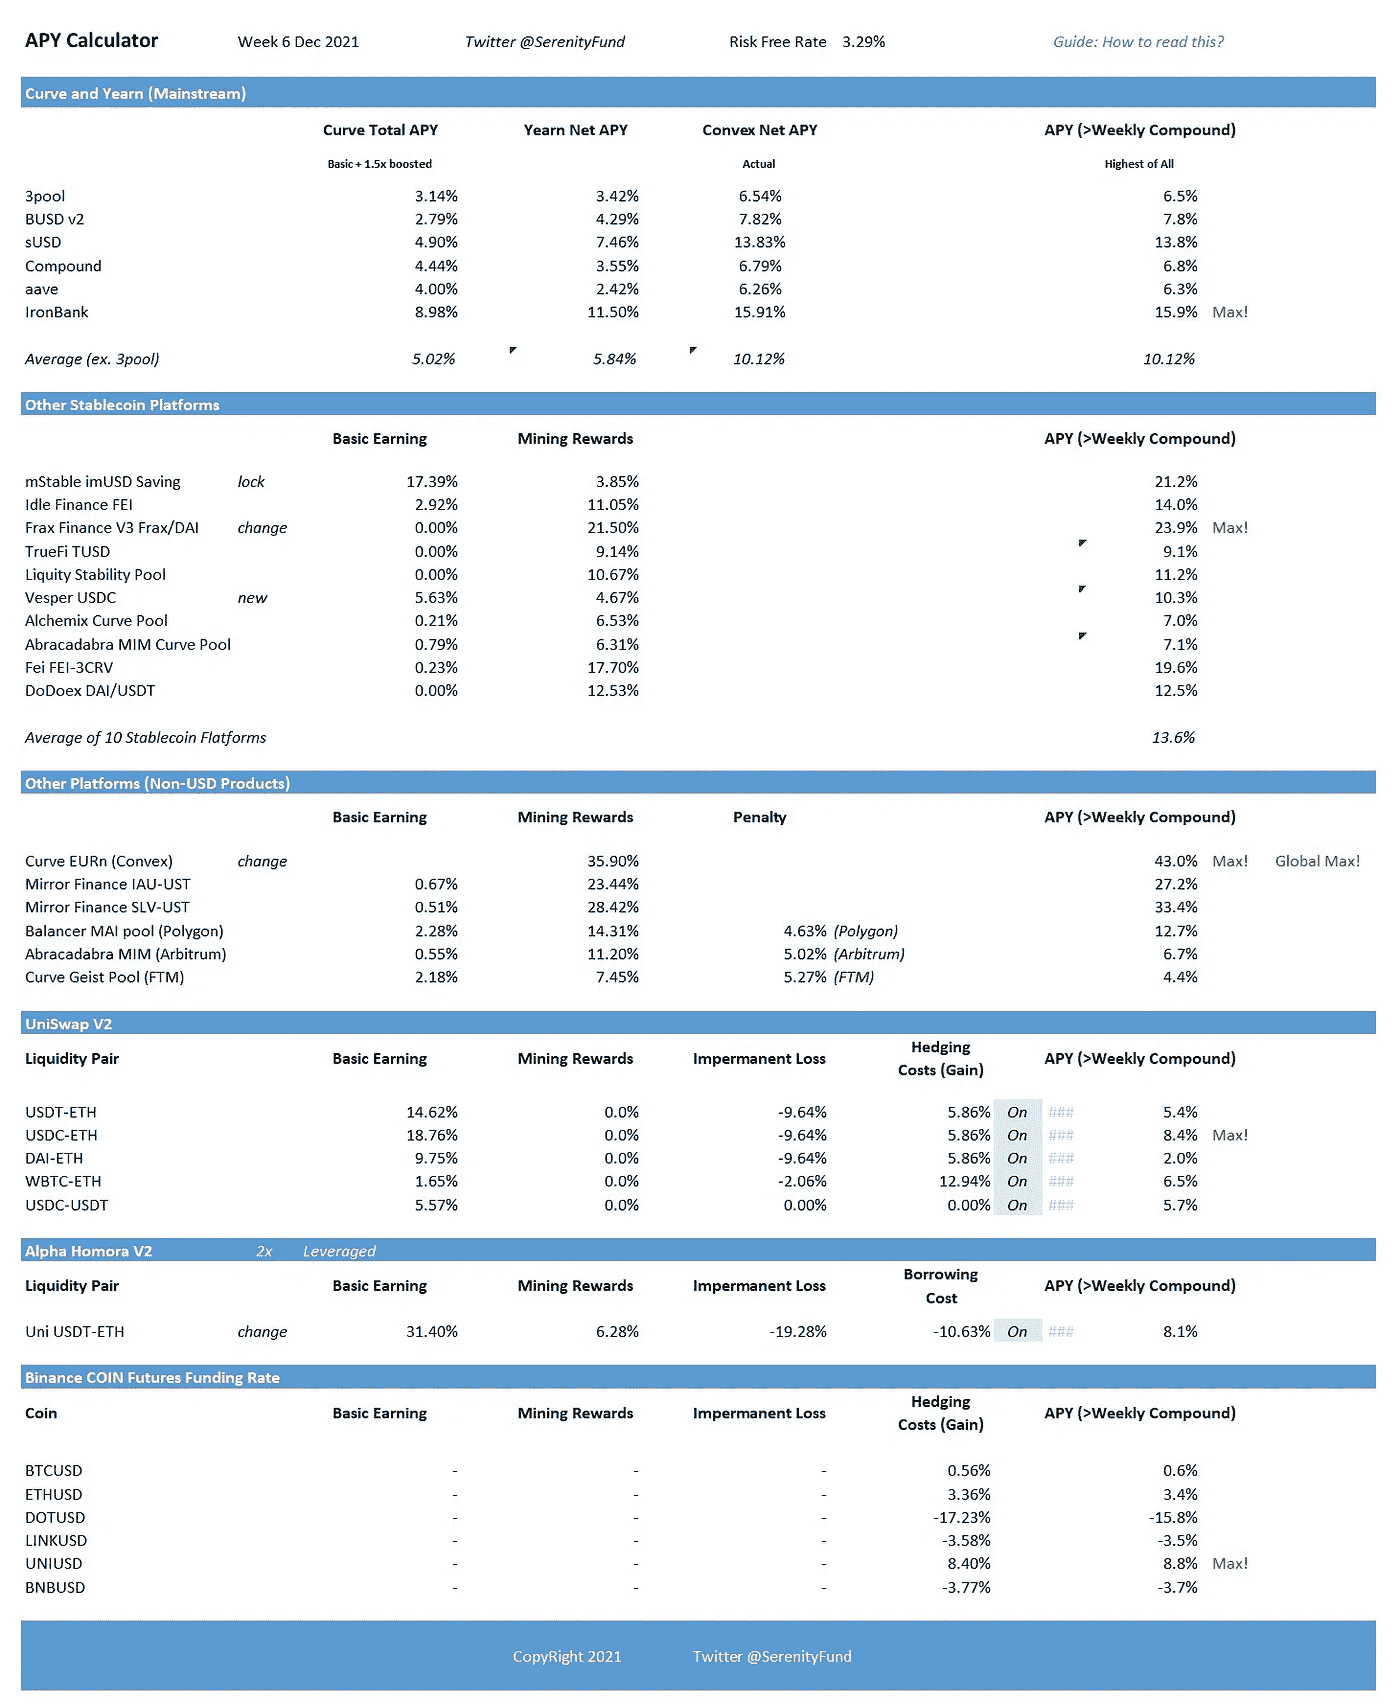 APY Calculator Week 6 Dec 2021 Twitter @SerenityFund Risk Free Rate 3.29% Guide: How to read this?
Curve and Yearn (Mainstream)
Curve Total APY Yearn Net APY Convex Net APY APY (>Weekly Compound)
Basic + 1.5x boosted Actual Highest of All
3pool 3.14% 3.42% 6.54% 6.5%
BUSD v2 2.79% 4.29% 7.82% 7.8%
sUSD 4.90% 7.46% 13.83% 13.8%
Compound 4.44% 3.55% 6.79% 6.8%
aave 4.00% 2.42% 6.26% 6.3%
IronBank 8.98% 11.50% 15.91% 15.9% Max!
Average (ex. 3pool) 5.02% 5.84% 10.12% 10.12%
Other Stablecoin Platforms
Basic Earning Mining Rewards APY (>Weekly Compound)
mStable imUSD Saving lock 17.39% 3.85% 21.2%
Idle Finance FEI 2.92% 11.05% 14.0%
Frax Finance V3 Frax/DAI change 0.00% 21.50% 23.9% Max!
TrueFi TUSD 0.00% 9.14% 9.1%
Liquity Stability Pool 0.00% 10.67% 11.2%
Vesper USDC new 5.63% 4.67% 10.3%
Alchemix Curve Pool 0.21% 6.53% 7.0%
Abracadabra MIM Curve Pool 0.79% 6.31% 7.1%
Fei FEI-3CRV 0.23% 17.70% 19.6%
DoDoex DAI/USDT 0.00% 12.53% 12.5%
Average of 10 Stablecoin Flatforms 13.6%
Other Platforms (Non-USD Products)
Basic Earning Mining Rewards Penalty APY (>Weekly Compound)
Curve EURn (Convex) change 35.90% 43.0% Max! Global Max!
Mirror Finance IAU-UST 0.67% 23.44% 27.2%
Mirror Finance SLV-UST 0.51% 28.42% 33.4%
Balancer MAI pool (Polygon) 2.28% 14.31% 4.63% (Polygon) 12.7%
Abracadabra MIM (Arbitrum) 0.55% 11.20% 5.02% (Arbitrum) 6.7%
Curve Geist Pool (FTM) 2.18% 7.45% 5.27% (FTM) 4.4%
UniSwap V2
Liquidity Pair Basic Earning Mining Rewards Impermanent Loss Hedging Costs (Gain) APY (>Weekly Compound)
USDT-ETH 14.62% 0.0% -9.64% 5.86% On ### 5.4%
USDC-ETH 18.76% 0.0% -9.64% 5.86% On ### 8.4% Max!
DAI-ETH 9.75% 0.0% -9.64% 5.86% On ### 2.0%
WBTC-ETH 1.65% 0.0% -2.06% 12.94% On ### 6.5%
USDC-USDT 5.57% 0.0% 0.00% 0.00% On ### 5.7%
Alpha Homora V2 2x Leveraged
Liquidity Pair Basic Earning Mining Rewards Impermanent Loss Borrowing Cost APY (>Weekly Compound)
Uni USDT-ETH change 31.40% 6.28% -19.28% -10.63% On ### 8.1%
Binance COIN Futures Funding Rate
Coin Basic Earning Mining Rewards Impermanent Loss Hedging Costs (Gain) APY (>Weekly Compound)
BTCUSD - - - 0.56% 0.6%
ETHUSD - - - 3.36% 3.4%
DOTUSD - - - -17.23% -15.8%
LINKUSD - - - -3.58% -3.5%
UNIUSD - - - 8.40% 8.8% Max!
BNBUSD - - - -3.77% -3.7%
CopyRight 2021 Twitter @SerenityFund